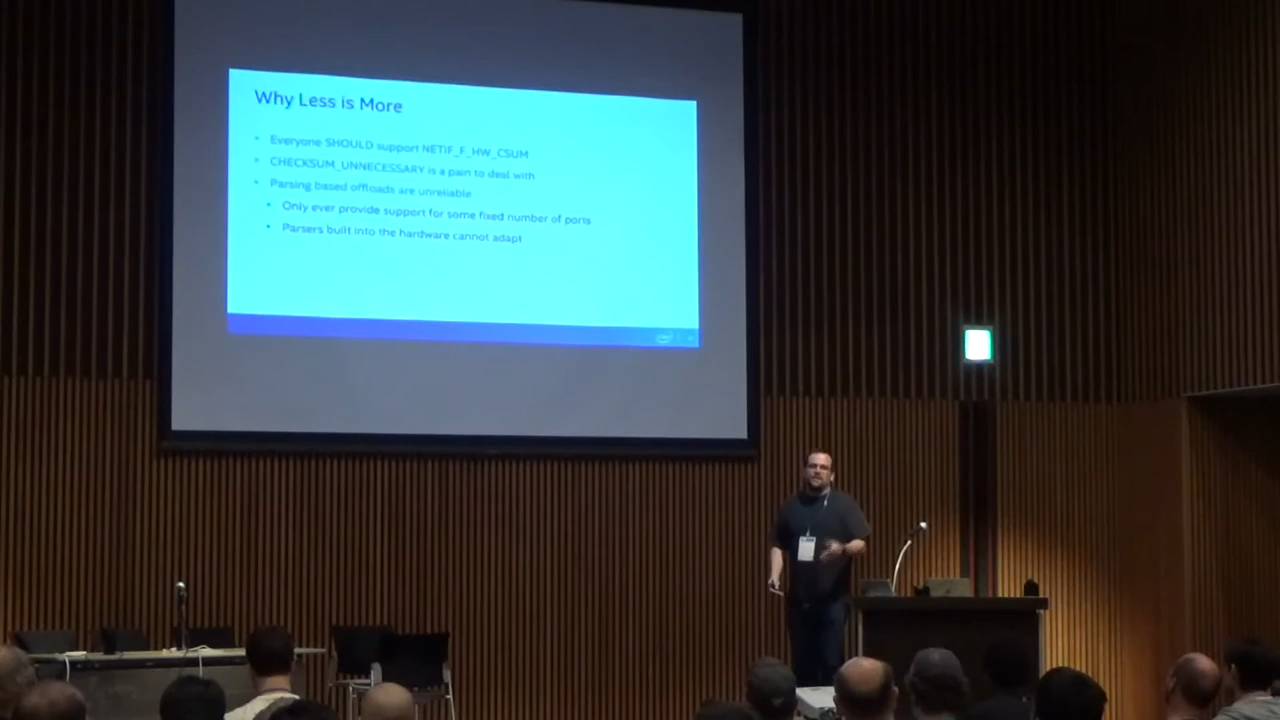 Why Less is More
• Everyone SHOULD support NETIF_F_HW_CSUM
• CHECKSUM_UNNECESSARY is a pain to deal with
• Parsing based offloads are unreliable
• Only ever provide support for some fixed number of ports
• Parsers built into the hardware cannot adapt
intel